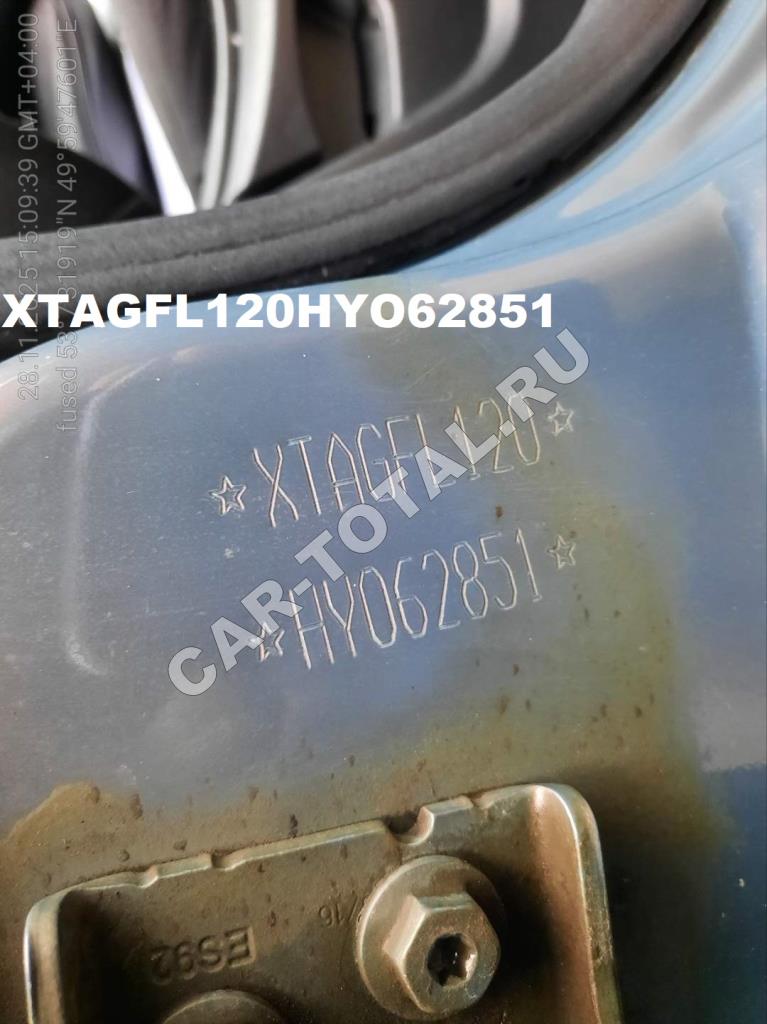 28.11.2025 15:09:39 GMT+04:00
XTAGFL120HYO62851
☆XTAGFL120☆
☆HY062851☆
CAR-TOTAL.RU
ES92